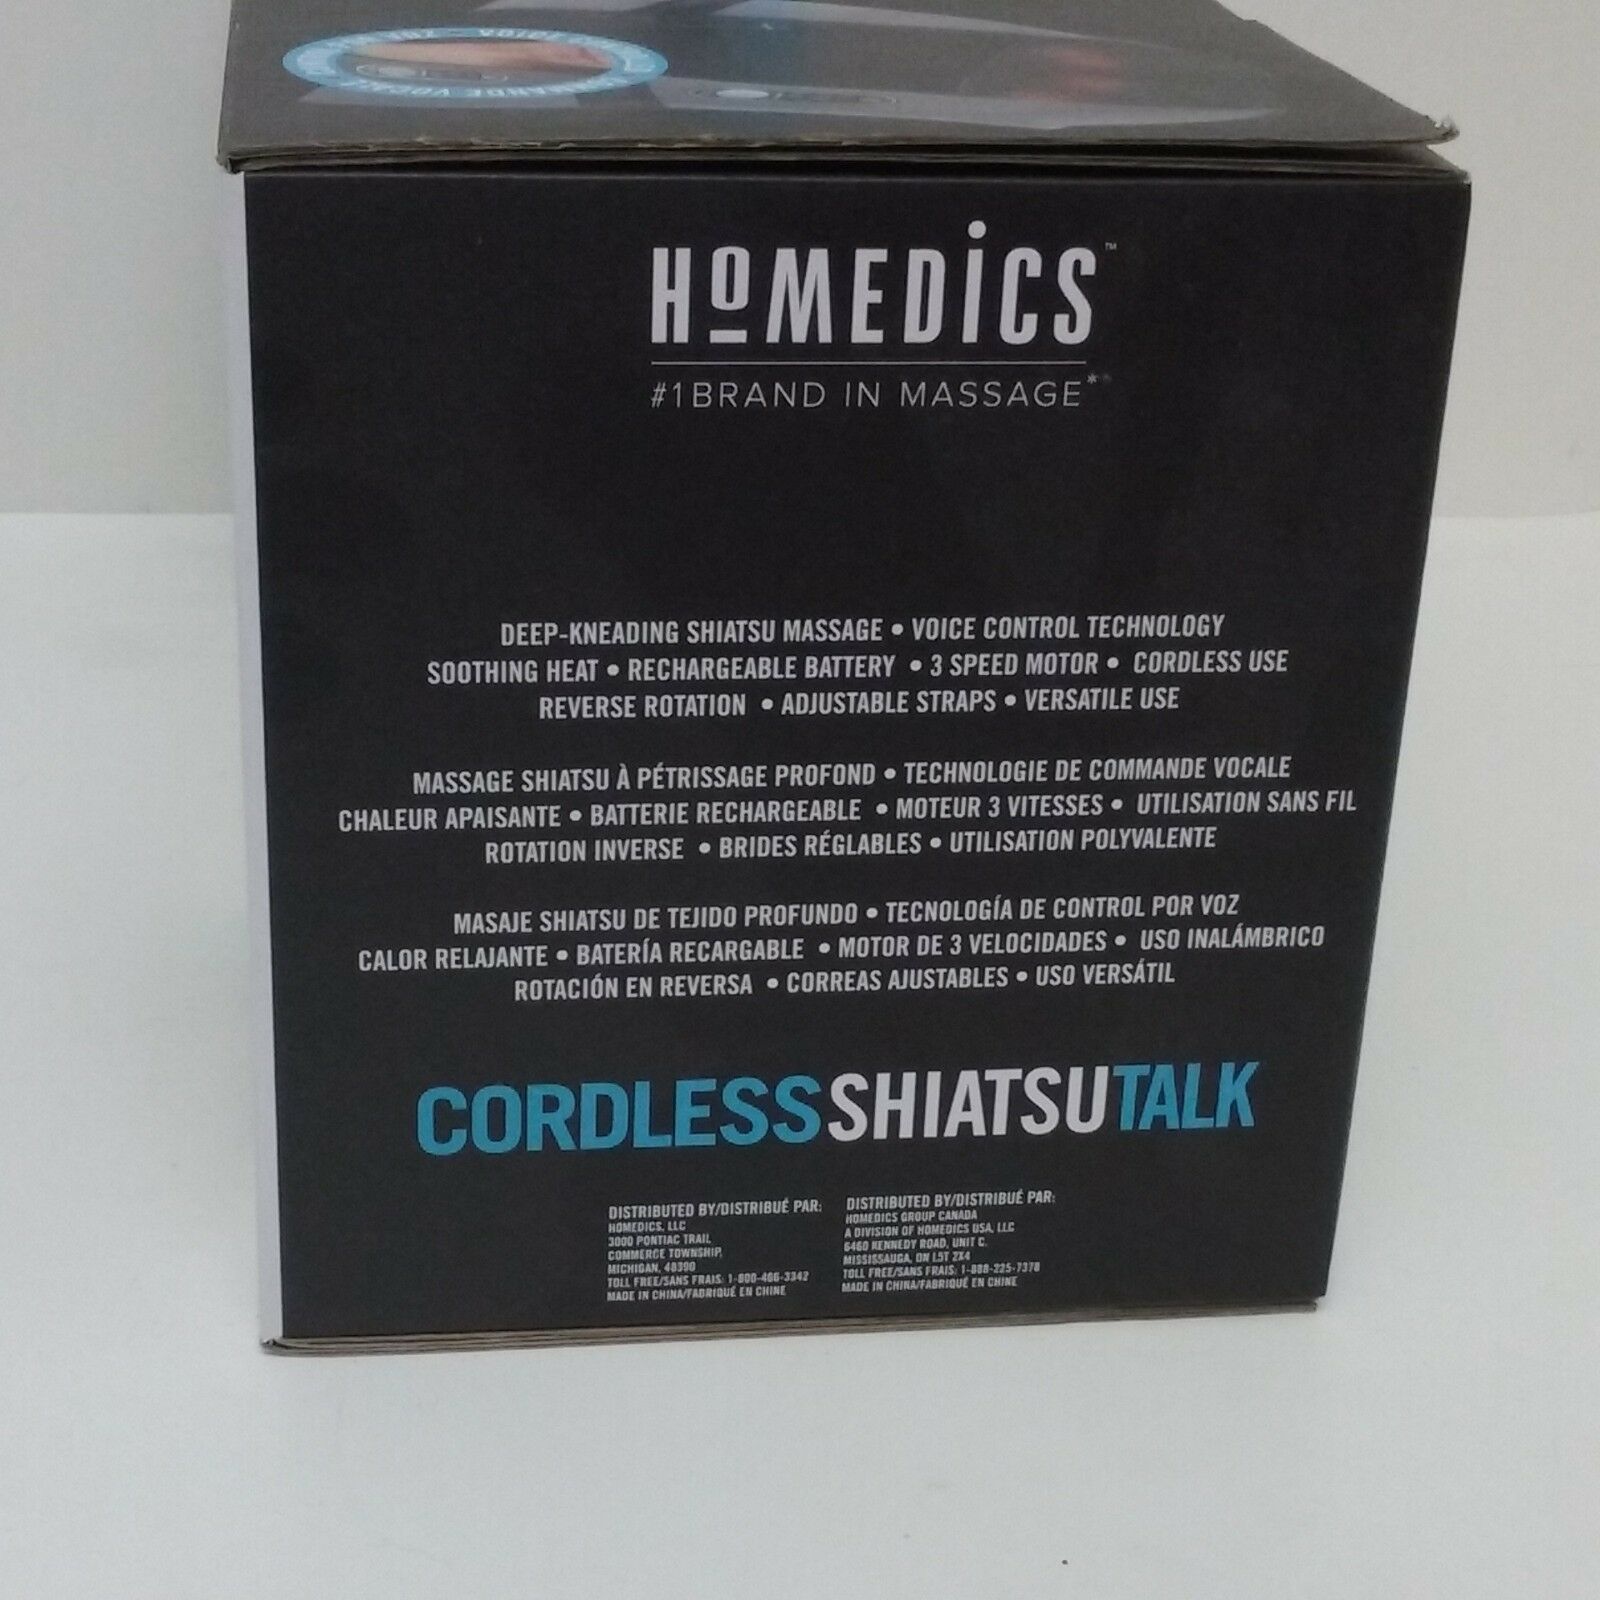 COMMANDE VOCALE
HOMEDICS™
#1 BRAND IN MASSAGE*
DEEP-KNEADING SHIATSU MASSAGE • VOICE CONTROL TECHNOLOGY
SOOTHING HEAT • RECHARGEABLE BATTERY • 3 SPEED MOTOR • CORDLESS USE
REVERSE ROTATION • ADJUSTABLE STRAPS • VERSATILE USE
MASSAGE SHIATSU À PÉTRISSAGE PROFOND • TECHNOLOGIE DE COMMANDE VOCALE
CHALEUR APAISANTE • BATTERIE RECHARGEABLE • MOTEUR 3 VITESSES • UTILISATION SANS FIL
ROTATION INVERSE • BRIDES RÉGLABLES • UTILISATION POLYVALENTE
MASAJE SHIATSU DE TEJIDO PROFUNDO • TECNOLOGÍA DE CONTROL POR VOZ
CALOR RELAJANTE • BATERÍA RECARGABLE • MOTOR DE 3 VELOCIDADES • USO INALÁMBRICO
ROTACIÓN EN REVERSA • CORREAS AJUSTABLES • USO VERSÁTIL
CORDLESSSHIATSUTALK
DISTRIBUTED BY/DISTRIBUÉ PAR:
HOMEDICS, LLC
3000 PONTIAC TRAIL
COMMERCE TOWNSHIP,
MICHIGAN, 48390
TOLL FREE/SANS FRAIS: 1-800-466-3342
MADE IN CHINA/FABRIQUÉ EN CHINE
DISTRIBUTED BY/DISTRIBUÉ PAR:
HOMEDICS GROUP CANADA
A DIVISION OF HOMEDICS USA, LLC
6460 KENNEDY ROAD, UNIT C.
MISSISSAUGA, ON L5T 2X4
TOLL FREE/SANS FRAIS: 1-888-225-7378
MADE IN CHINA/FABRIQUÉ EN CHINE